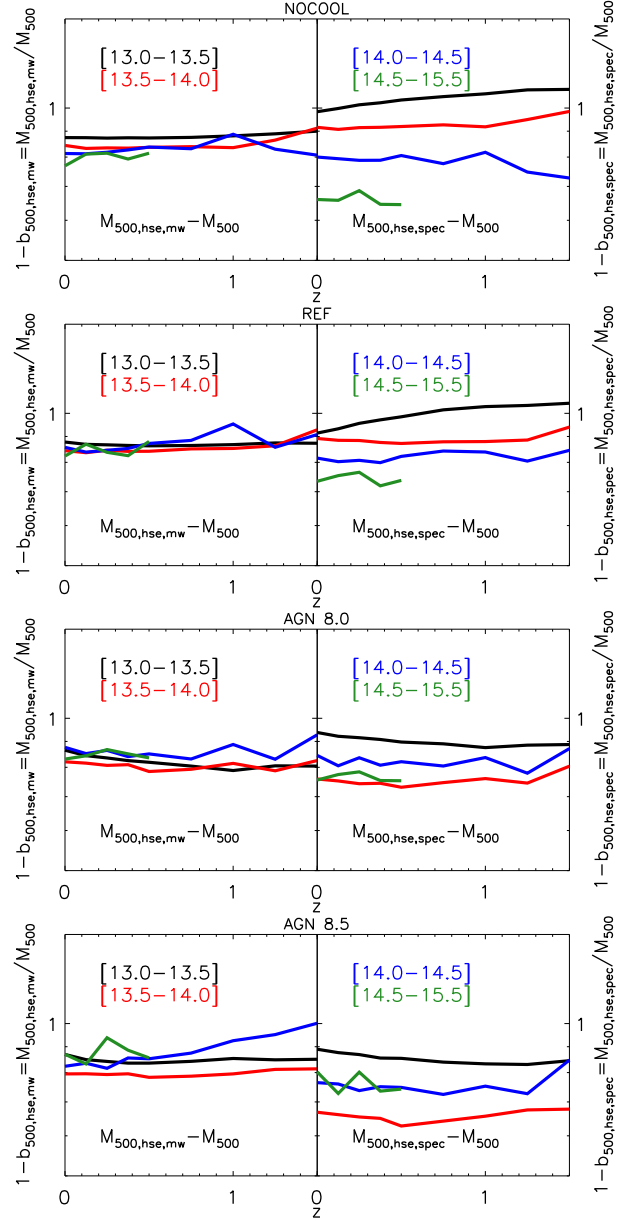 NOCOOL
1−b500,hse,mw=M500,hse,mw/M500
1
[13.0−13.5]
[13.5−14.0]
[14.0−14.5]
[14.5−15.5]
M500,hse,mw−M500
M500,hse,spec−M500
1−b500,hse,spec=M500,hse,spec/M500
0 1 0 1
z
REF
1−b500,hse,mw=M500,hse,mw/M500
1
[13.0−13.5]
[13.5−14.0]
[14.0−14.5]
[14.5−15.5]
M500,hse,mw−M500
M500,hse,spec−M500
1−b500,hse,spec=M500,hse,spec/M500
0 1 0 1
z
AGN 8.0
1−b500,hse,mw=M500,hse,mw/M500
1
[13.0−13.5]
[13.5−14.0]
[14.0−14.5]
[14.5−15.5]
M500,hse,mw−M500
M500,hse,spec−M500
1−b500,hse,spec=M500,hse,spec/M500
0 1 0 1
z
AGN 8.5
1−b500,hse,mw=M500,hse,mw/M500
1
[13.0−13.5]
[13.5−14.0]
[14.0−14.5]
[14.5−15.5]
M500,hse,mw−M500
M500,hse,spec−M500
1−b500,hse,spec=M500,hse,spec/M500
0 1 0 1
z